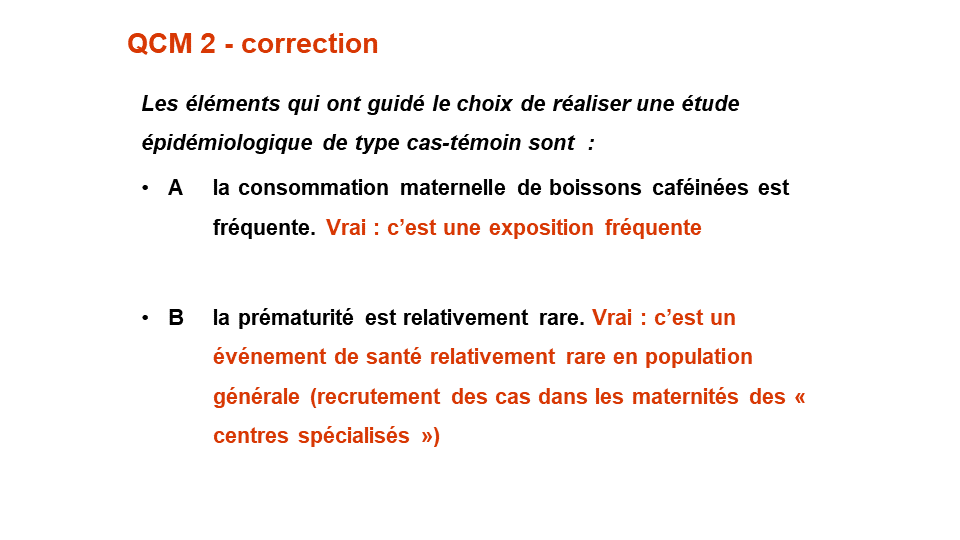 QCM 2 - correction
Les éléments qui ont guidé le choix de réaliser une étude
épidémiologique de type cas-témoin sont :
• A la consommation maternelle de boissons caféinées est
fréquente. Vrai : c’est une exposition fréquente
• B la prématurité est relativement rare. Vrai : c’est un
événement de santé relativement rare en population
générale (recrutement des cas dans les maternités des «
centres spécialisés »)